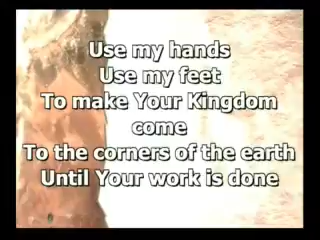 Use my hands
Use my feet
To make Your Kingdom
come
To the corners of the earth
Until Your work is done